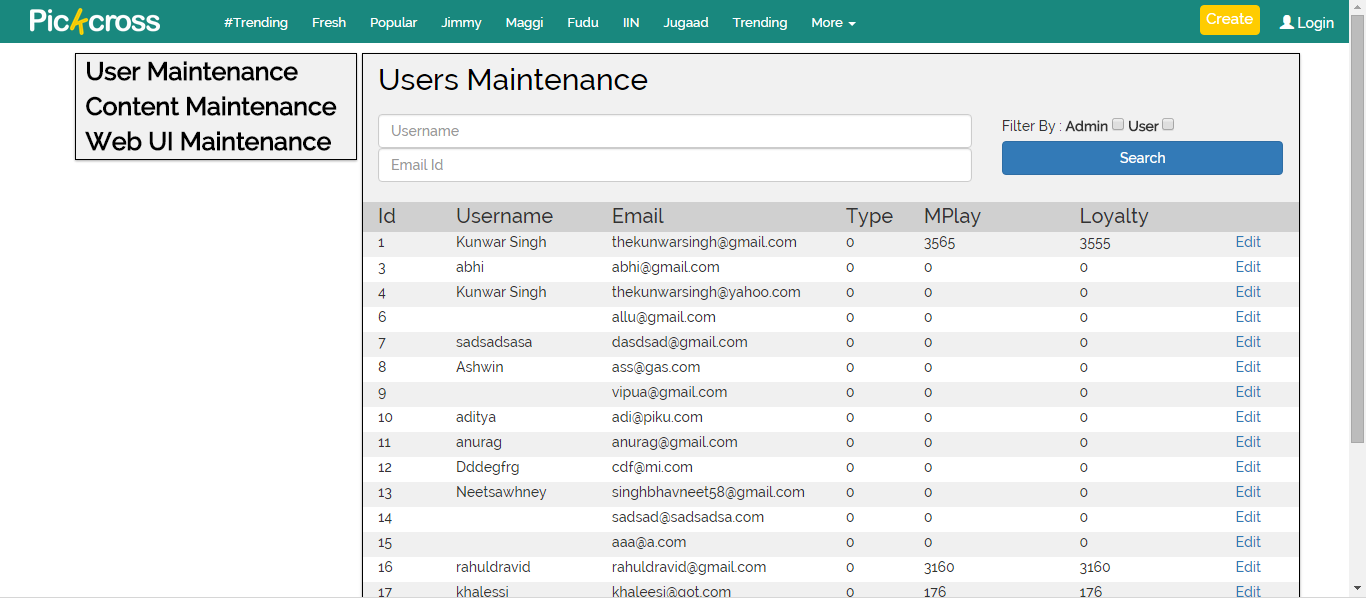 Pickcross #Trending Fresh Popular Jimmy Maggi Fudu IIN Jugaad Trending More Create Login
User Maintenance
Content Maintenance
Web UI Maintenance
Users Maintenance
Username
Email Id
Filter By : Admin User
Search
Id Username Email Type MPlay Loyalty
1 Kunwar Singh thekunwarsingh@gmail.com 0 3565 3555 Edit
3 abhi abhi@gmail.com 0 0 0 Edit
4 Kunwar Singh thekunwarsingh@yahoo.com 0 0 0 Edit
6 allu@gmail.com 0 0 0 Edit
7 sadsadsasa dasdsad@gmail.com 0 0 0 Edit
8 Ashwin ass@gas.com 0 0 0 Edit
9 vipua@gmail.com 0 0 0 Edit
10 aditya adi@piku.com 0 0 0 Edit
11 anurag anurag@gmail.com 0 0 0 Edit
12 Dddegfrg cdf@mi.com 0 0 0 Edit
13 Neetsawhney singhbhavneet58@gmail.com 0 0 0 Edit
14 sadsad@sadsadsa.com 0 0 0 Edit
15 aaa@a.com 0 0 0 Edit
16 rahuldravid rahuldravid@gmail.com 0 3160 3160 Edit
17 khalessi khaleesi@got.com 0 176 176 Edit